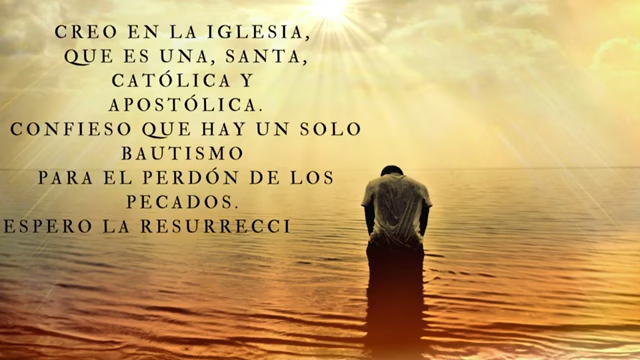 CREO EN LA IGLESIA,
QUE ES UNA, SANTA,
CATÓLICA Y
APOSTÓLICA.
CONFIESO QUE HAY UN SOLO
BAUTISMO
PARA EL PERDÓN DE LOS
PECADOS.
ESPERO LA RESURRECCI